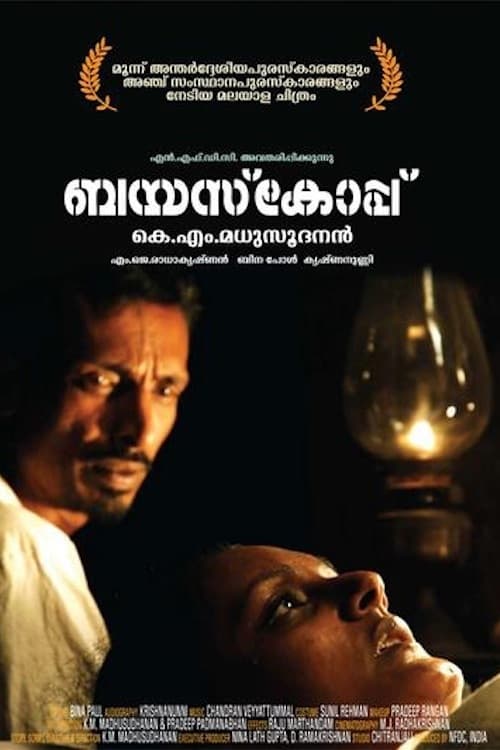 മൂന്ന് അന്തർദ്ദേശീയപുരസ്കാരങ്ങളും
അഞ്ച് സംസ്ഥാനപുരസ്കാരങ്ങളും
നേടിയ മലയാള ചിത്രം
എൻ.എഫ്.ഡി.സി. അവതരിപ്പിക്കുന്നു
ബയസ്കോപ്പ്
കെ.എം.മധുസൂദനൻ
എം.ജെ.രാധാകൃഷ്ണൻ ബീന പോൾ കൃഷ്ണനുണ്ണി
BINA PAUL AUDIOGRAPHY KRISHNANUNNI MUSIC CHANDRAN VEYYATTUMMAL COSTUME SUNIL REHMAN MAKEUP PRADEEP RANGAN
K.M. MADHUSUDHANAN & PRADEEP PADMANABHAN EFFECTS RAJU MARTHANDAM CINEMATOGRAPHY M.J. RADHAKRISHNAN
K.M. MADHUSUDHANAN EXECUTIVE PRODUCER NINA LATH GUPTA, D. RAMAKRISHNAN STUDIO CHITRANJALI PRODUCED BY NFDC, INDIA